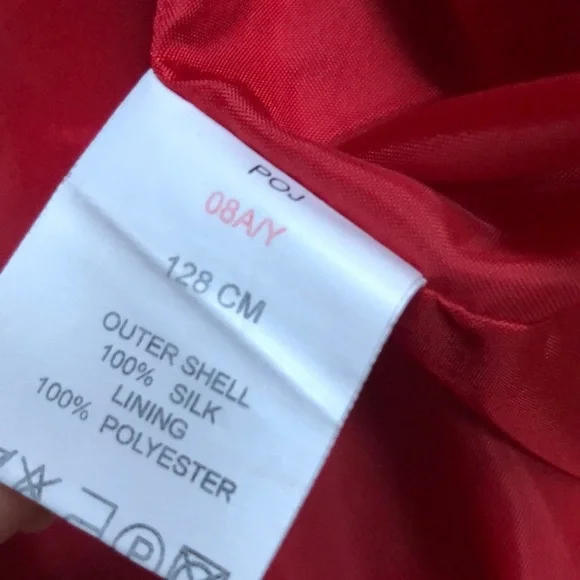 POJ
08A/Y
128 CM
OUTER SHELL
100% SILK
LINING
100% POLYESTER
P